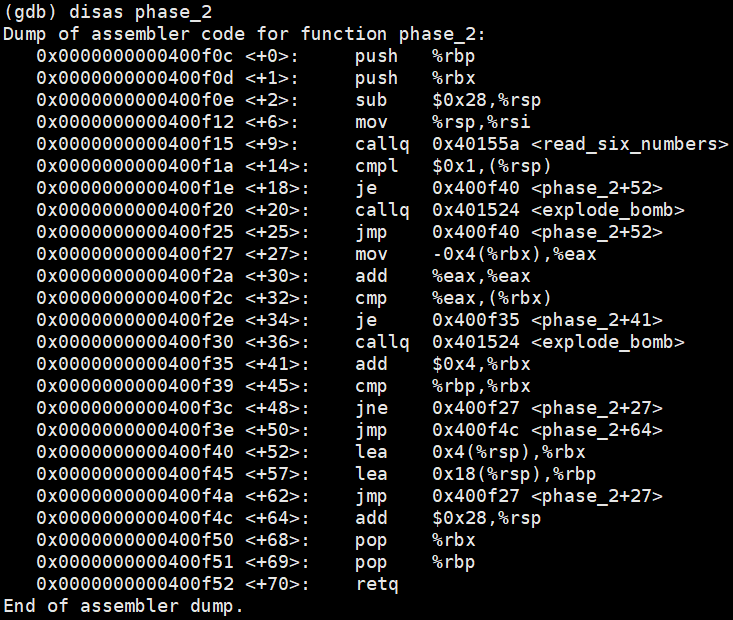 (gdb) disas phase_2
Dump of assembler code for function phase_2:
   0x0000000000400f0c <+0>:     push   %rbp
   0x0000000000400f0d <+1>:     push   %rbx
   0x0000000000400f0e <+2>:     sub    $0x28,%rsp
   0x0000000000400f12 <+6>:     mov    %rsp,%rsi
   0x0000000000400f15 <+9>:     callq  0x40155a <read_six_numbers>
   0x0000000000400f1a <+14>:    cmpl   $0x1,(%rsp)
   0x0000000000400f1e <+18>:    je     0x400f40 <phase_2+52>
   0x0000000000400f20 <+20>:    callq  0x401524 <explode_bomb>
   0x0000000000400f25 <+25>:    jmp    0x400f40 <phase_2+52>
   0x0000000000400f27 <+27>:    mov    -0x4(%rbx),%eax
   0x0000000000400f2a <+30>:    add    %eax,%eax
   0x0000000000400f2c <+32>:    cmp    %eax,(%rbx)
   0x0000000000400f2e <+34>:    je     0x400f35 <phase_2+41>
   0x0000000000400f30 <+36>:    callq  0x401524 <explode_bomb>
   0x0000000000400f35 <+41>:    add    $0x4,%rbx
   0x0000000000400f39 <+45>:    cmp    %rbp,%rbx
   0x0000000000400f3c <+48>:    jne    0x400f27 <phase_2+27>
   0x0000000000400f3e <+50>:    jmp    0x400f4c <phase_2+64>
   0x0000000000400f40 <+52>:    lea    0x4(%rsp),%rbx
   0x0000000000400f45 <+57>:    lea    0x18(%rsp),%rbp
   0x0000000000400f4a <+62>:    jmp    0x400f27 <phase_2+27>
   0x0000000000400f4c <+64>:    add    $0x28,%rsp
   0x0000000000400f50 <+68>:    pop    %rbx
   0x0000000000400f51 <+69>:    pop    %rbp
   0x0000000000400f52 <+70>:    retq
End of assembler dump.